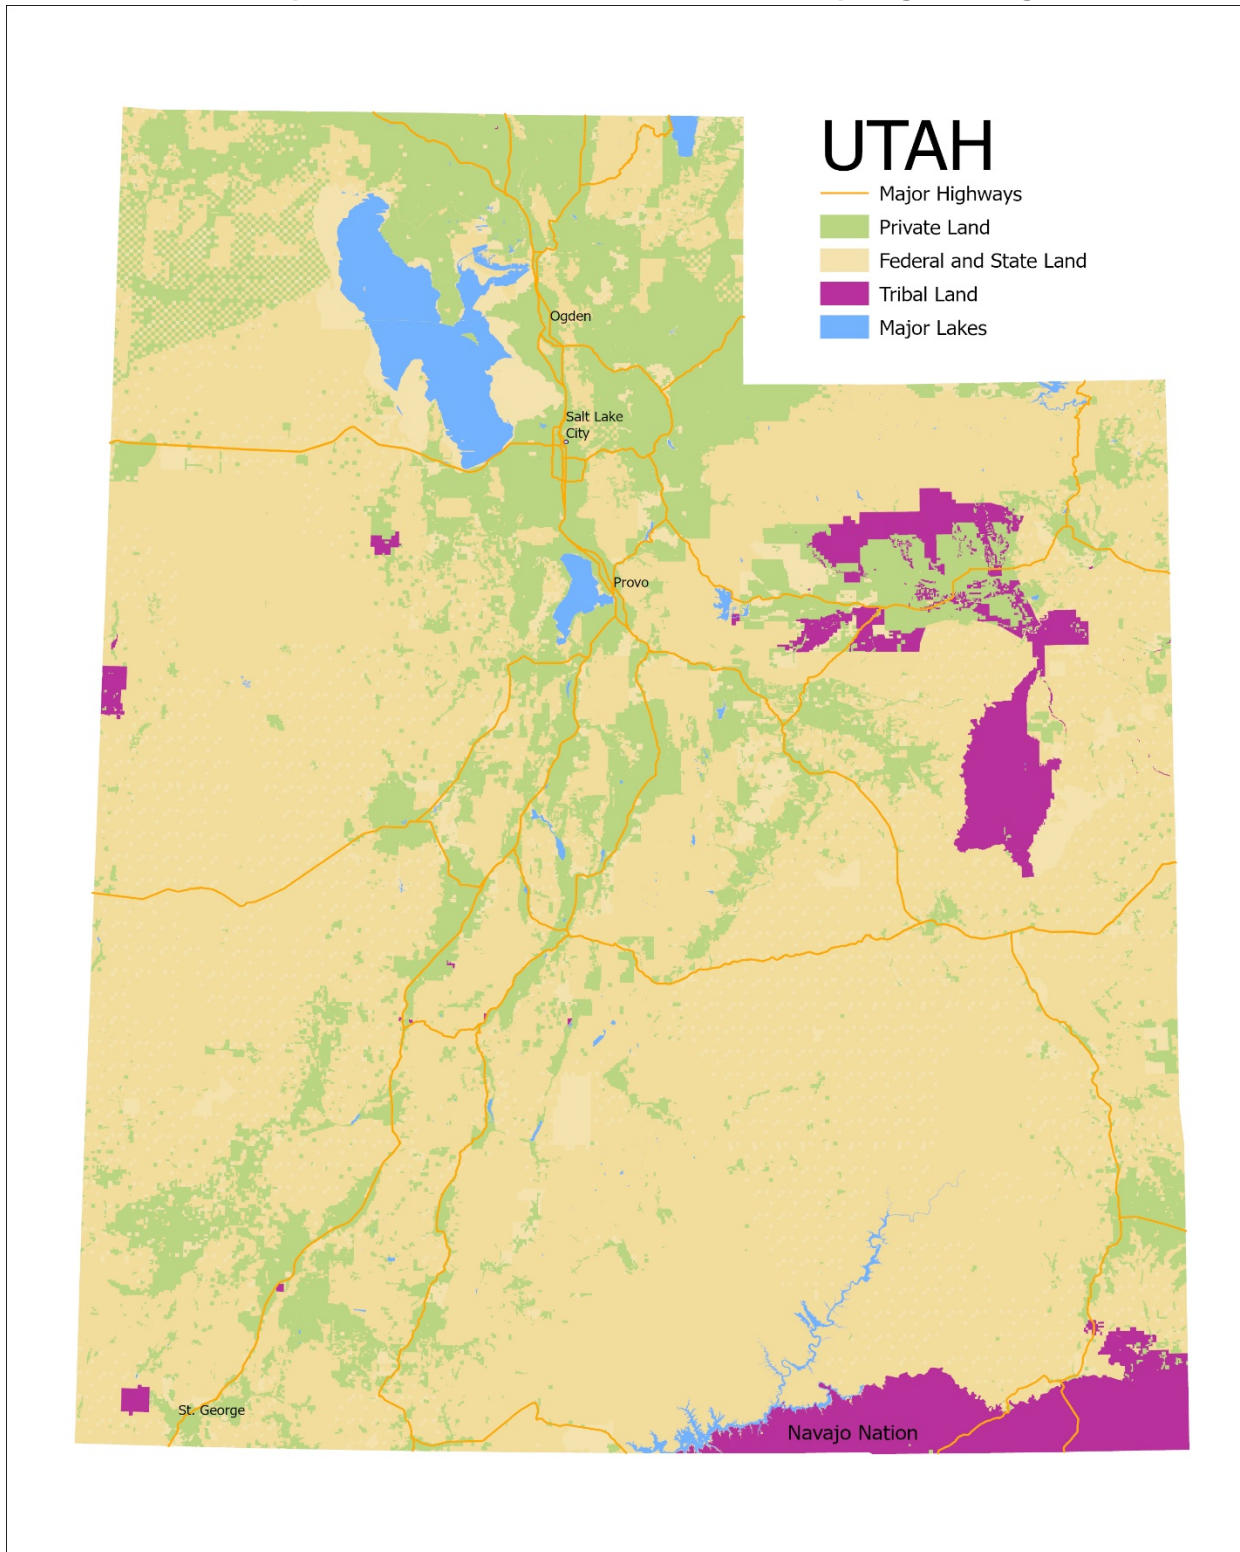 UTAH
Major Highways
Private Land
Federal and State Land
Tribal Land
Major Lakes
Ogden
Salt Lake
City
Provo
St. George
Navajo Nation